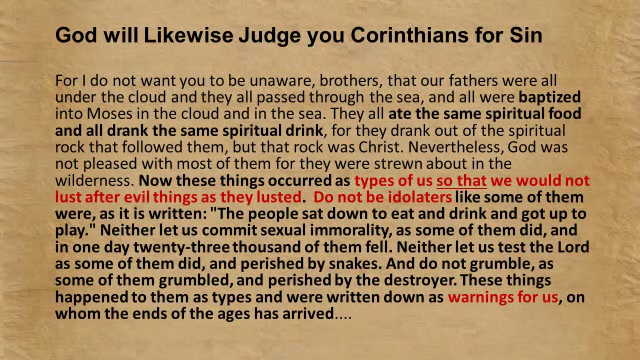 God will Likewise Judge you Corinthians for Sin
For I do not want you to be unaware, brothers, that our fathers were all
under the cloud and they all passed through the sea, and all were baptized
into Moses in the cloud and in the sea. They all ate the same spiritual food
and all drank the same spiritual drink, for they drank out of the spiritual
rock that followed them, but that rock was Christ. Nevertheless, God was
not pleased with most of them for they were strewn about in the
wilderness. Now these things occurred as types of us so that we would not
lust after evil things as they lusted. Do not be idolaters like some of them
were, as it is written: "The people sat down to eat and drink and got up to
play." Neither let us commit sexual immorality, as some of them did, and
in one day twenty-three thousand of them fell. Neither let us test the Lord
as some of them did, and perished by snakes. And do not grumble, as
some of them grumbled, and perished by the destroyer. These things
happened to them as types and were written down as warnings for us, on
whom the ends of the ages has arrived....